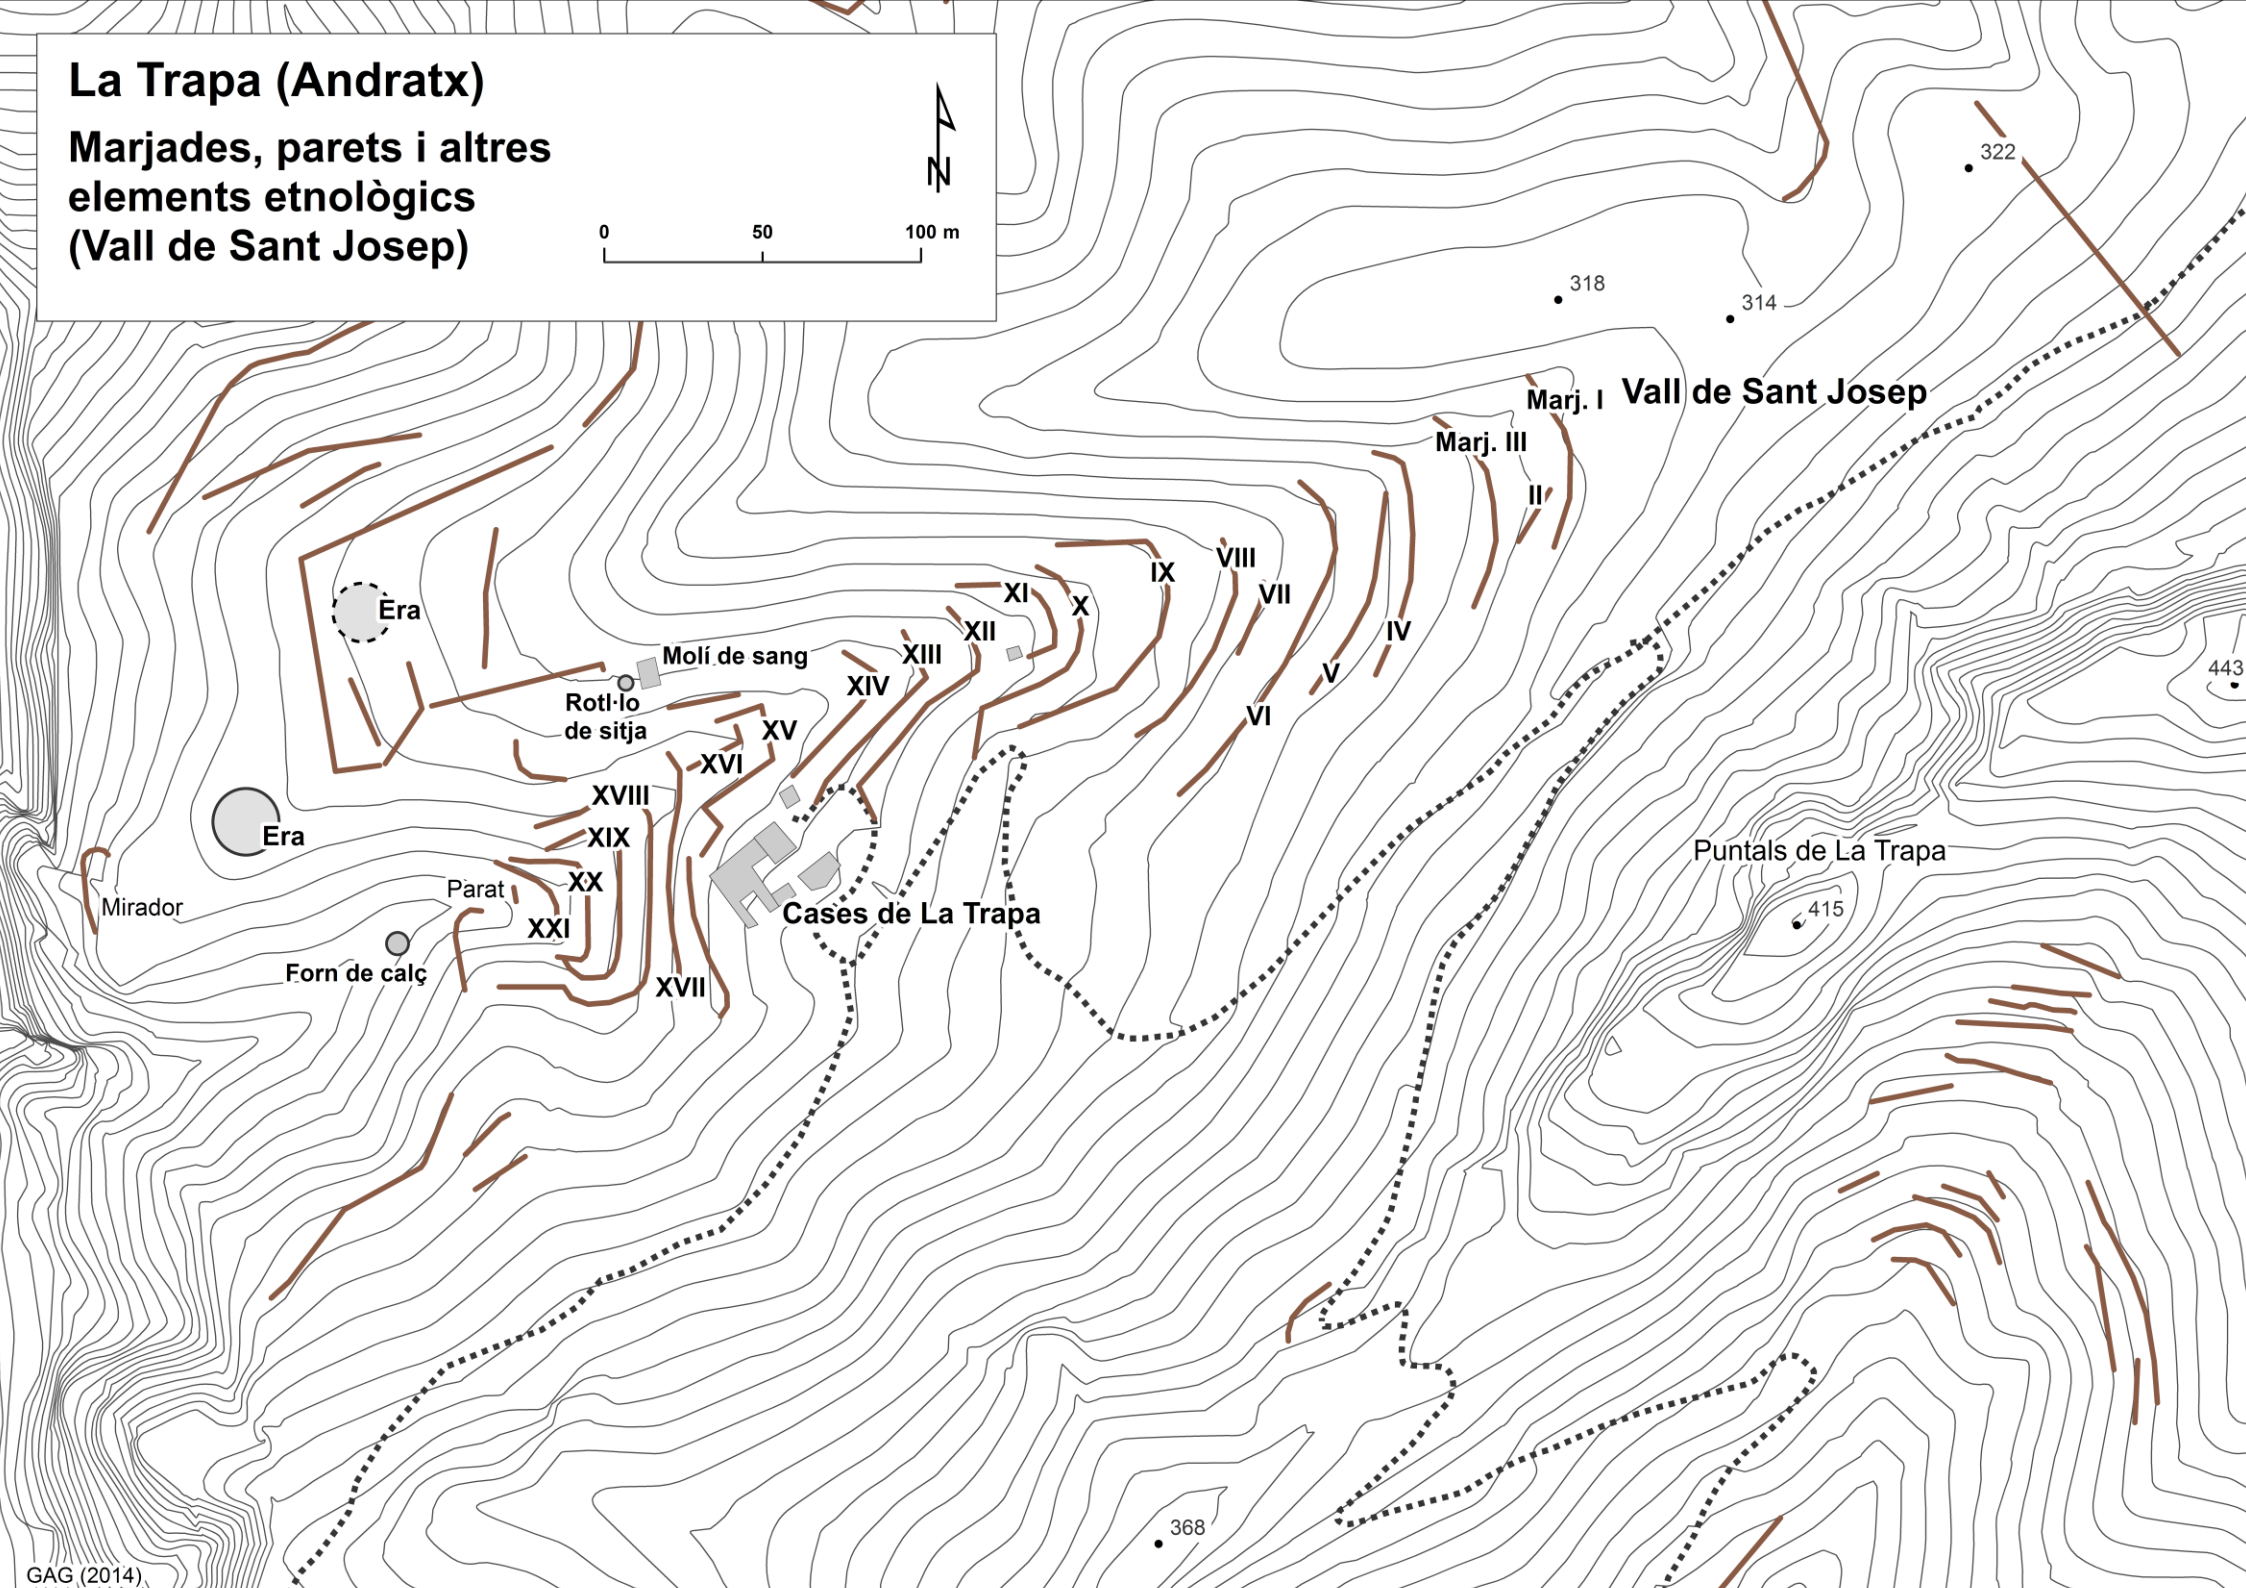 La Trapa (Andratx)
Marjades, parets i altres
elements etnològics
(Vall de Sant Josep)
N
0 50 100 m
322
318
314
Marj. I
Vall de Sant Josep
Marj. III
II
VIII
IX
VII
XI
X
IV
XII
XIII
V
XIV
VI
Era
Molí de sang
Rotl·lo
de sitja
XV
XVI
XVIII
XIX
Era
XX
Parat
XXI
Mirador
Forn de calç
XVII
Cases de La Trapa
443
Puntals de La Trapa
415
368
GAG (2014)